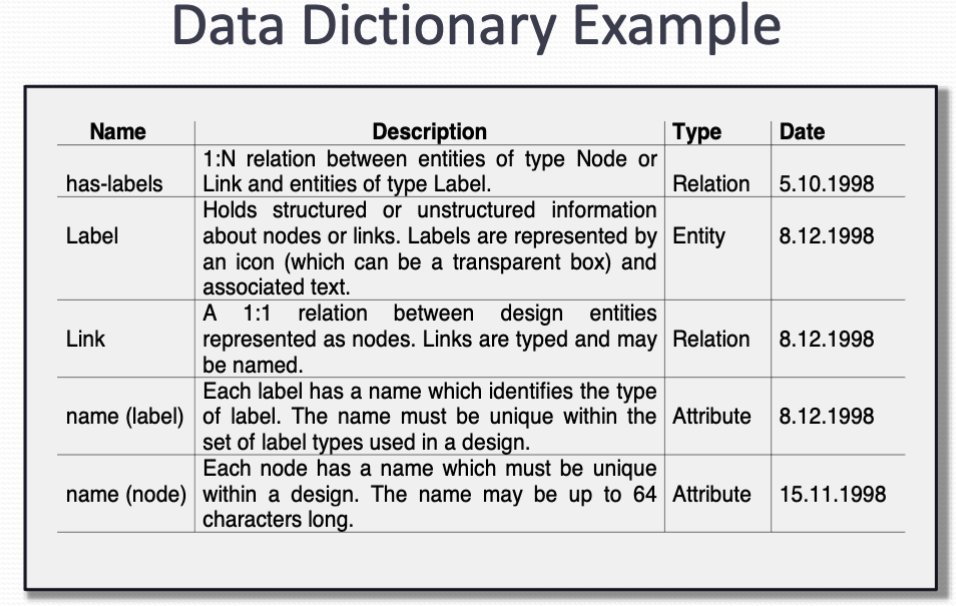 Data Dictionary Example
Name Description Type Date
1:N relation between entities of type Node or
has-labels Link and entities of type Label. Relation 5.10.1998
Holds structured or unstructured information
Label about nodes or links. Labels are represented by Entity 8.12.1998
an icon (which can be a transparent box) and
associated text.
A 1:1 relation between design entities
Link represented as nodes. Links are typed and may Relation 8.12.1998
be named.
Each label has a name which identifies the type
name (label) of label. The name must be unique within the Attribute 8.12.1998
set of label types used in a design.
Each node has a name which must be unique
name (node) within a design. The name may be up to 64 Attribute 15.11.1998
characters long.